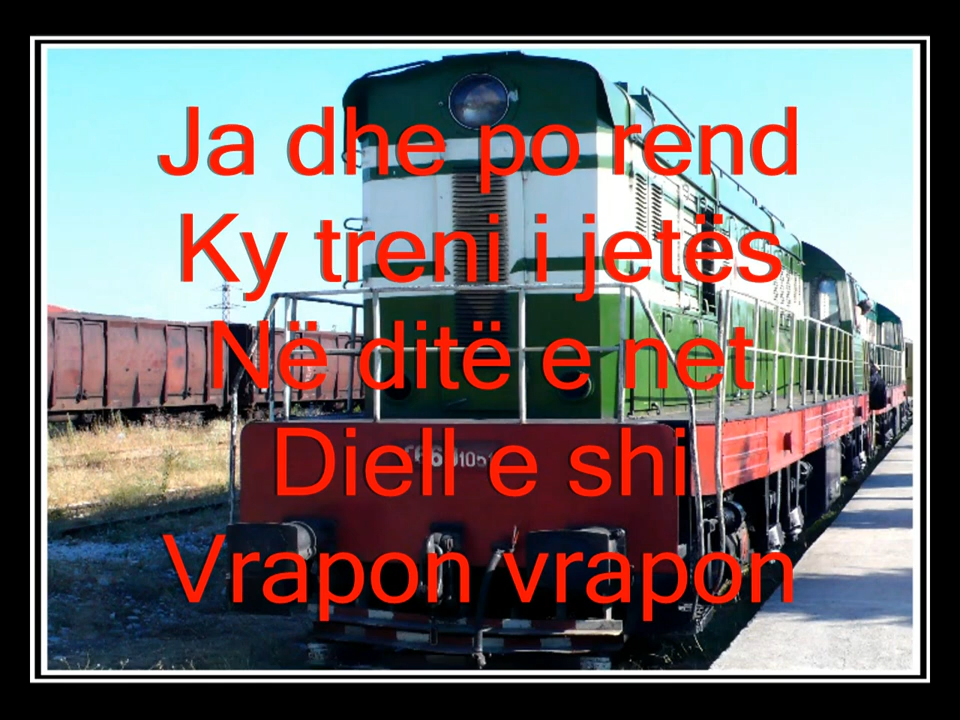 Ja dhe po rend
Ky treni i jetës
Në ditë e net
Diell e shi
Vrapon vrapon